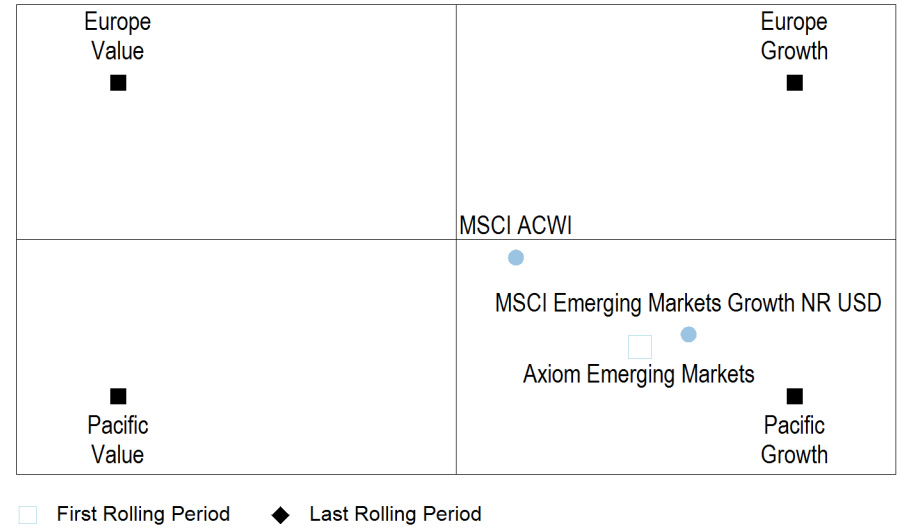 Europe
Value
Europe
Growth
MSCI ACWI
MSCI Emerging Markets Growth NR USD
Axiom Emerging Markets
Pacific
Value
Pacific
Growth
First Rolling Period
Last Rolling Period